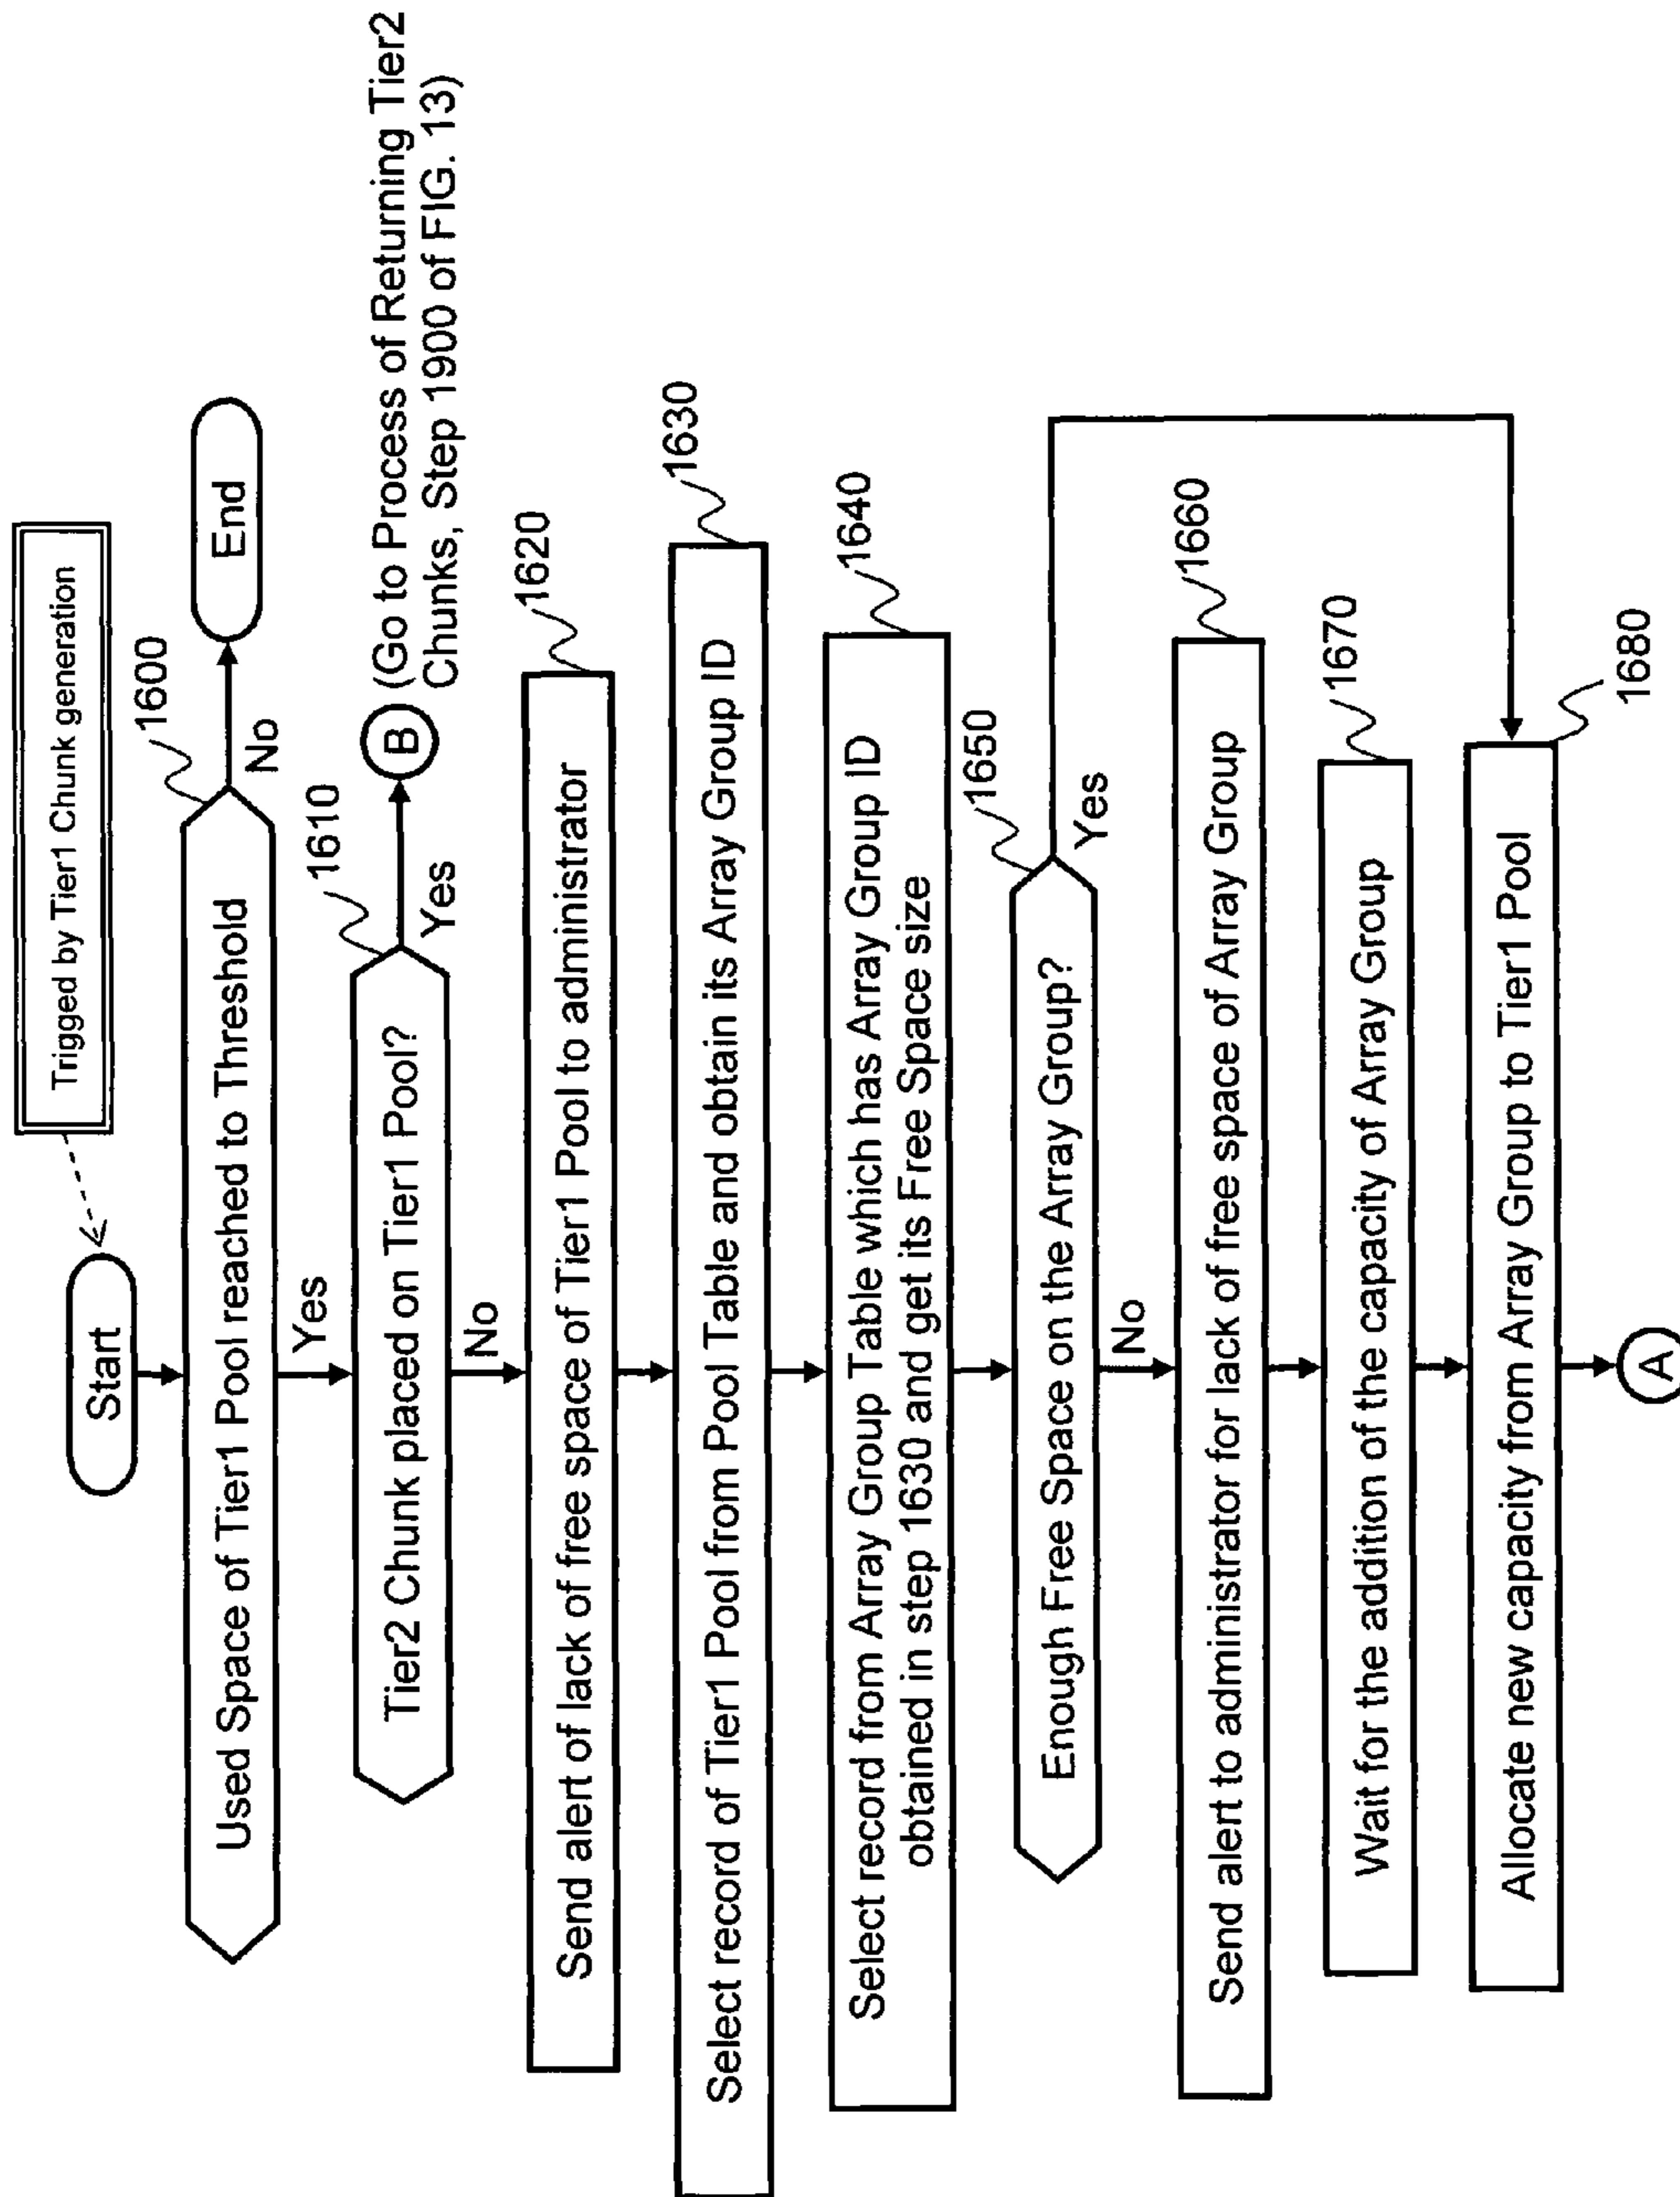 Trigged by Tier1 Chunk generation
Start
1600
Used Space of Tier1 Pool reached to Threshold
No
End
Yes
1610
Tier2 Chunk placed on Tier1 Pool?
Yes
B
(Go to Process of Returning Tier2
Chunks, Step 1900 of FIG. 13)
No
1620
Send alert of lack of free space of Tier1 Pool to administrator
1630
Select record of Tier1 Pool from Pool Table and obtain its Array Group ID
1640
Select record from Array Group Table which has Array Group ID
obtained in step 1630 and get its Free Space size
1650
Enough Free Space on the Array Group?
Yes
No
1660
Send alert to administrator for lack of free space of Array Group
1670
Wait for the addition of the capacity of Array Group
1680
Allocate new capacity from Array Group to Tier1 Pool
A